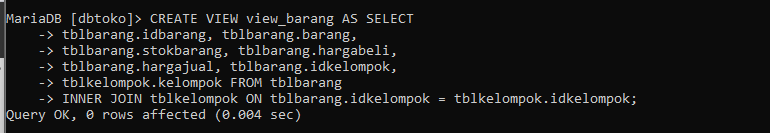 MariaDB [dbtoko]> CREATE VIEW view_barang AS SELECT
    -> tblbarang.idbarang, tblbarang.barang,
    -> tblbarang.stokbarang, tblbarang.hargabeli,
    -> tblbarang.hargajual, tblbarang.idkelompok,
    -> tblkelompok.kelompok FROM tblbarang
    -> INNER JOIN tblkelompok ON tblbarang.idkelompok = tblkelompok.idkelompok;
Query OK, 0 rows affected (0.004 sec)